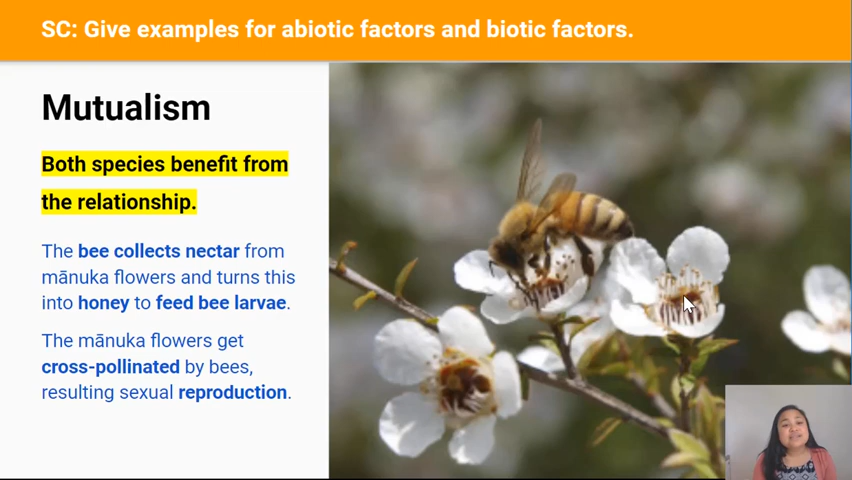 SC: Give examples for abiotic factors and biotic factors.
Mutualism
Both species benefit from
the relationship.
The bee collects nectar from
mānuka flowers and turns this
into honey to feed bee larvae.
The mānuka flowers get
cross-pollinated by bees,
resulting sexual reproduction.